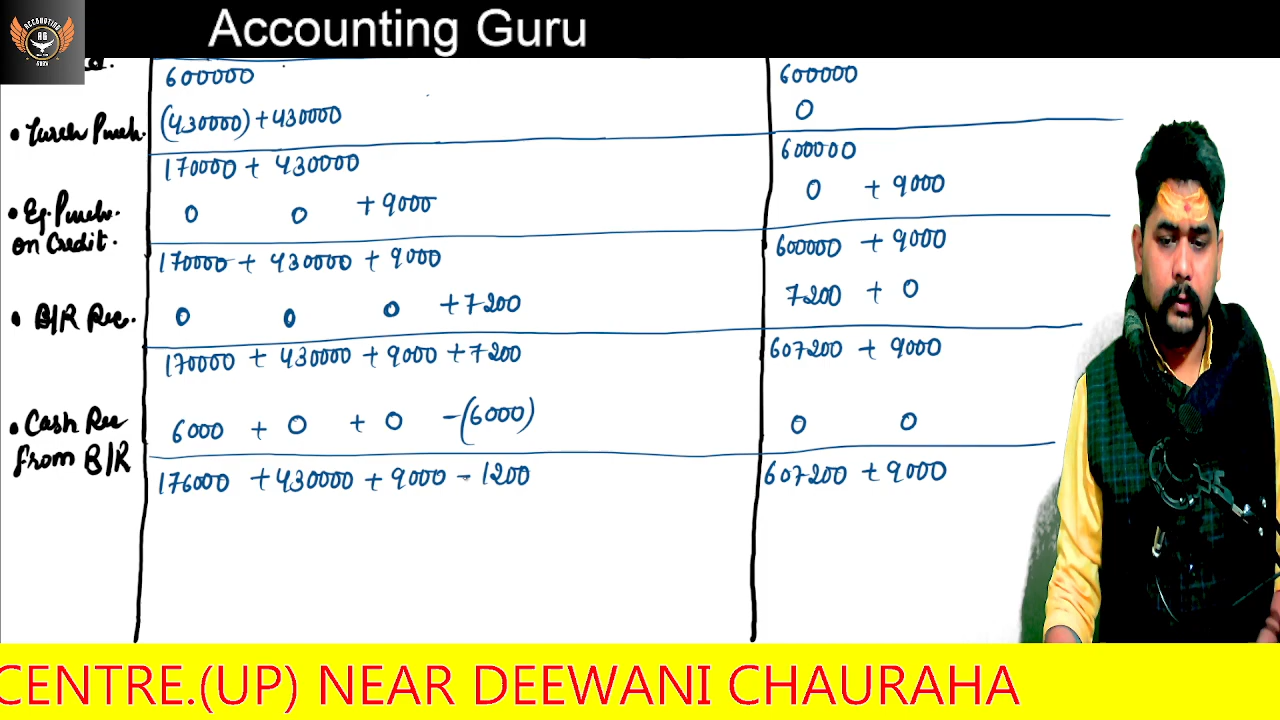 ACCOUNTING
AG
GURU
Accounting Guru
600000 600000
(430000) + 430000 0
170000 + 430000 600000
• Eq. Purch. 0 0 + 9000 0 + 9000
on Credit. 170000 + 430000 + 9000 600000 + 9000
• B/R Rec. 0 0 0 + 7200 7200 + 0
170000 + 430000 + 9000 + 7200 607200 + 9000
• Cash Rec 6000 + 0 + 0 -(6000) 0 0
from B/R 176000 + 430000 + 9000 - 1200 607200 + 9000
CENTRE.(UP) NEAR DEEWANI CHAURAHA